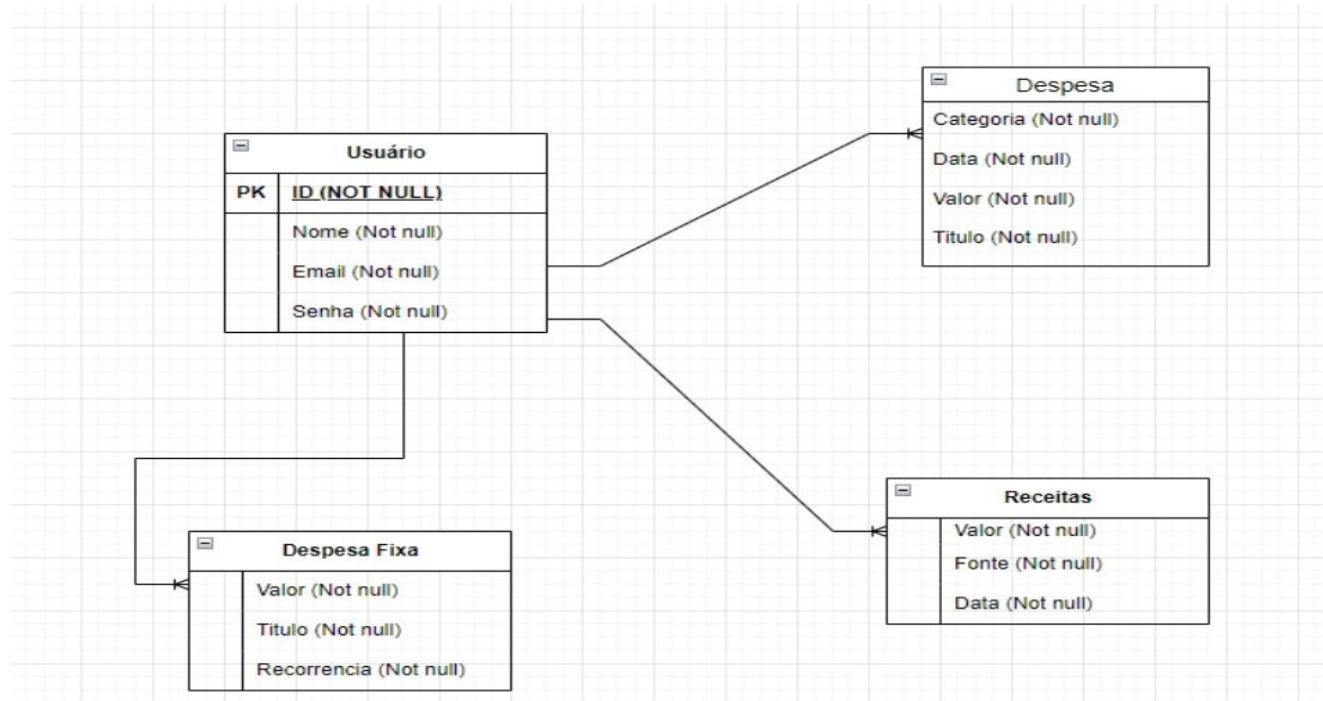 Usuário
PK ID (NOT NULL)
Nome (Not null)
Email (Not null)
Senha (Not null)
Despesa
Categoria (Not null)
Data (Not null)
Valor (Not null)
Titulo (Not null)
Despesa Fixa
Valor (Not null)
Titulo (Not null)
Recorrencia (Not null)
Receitas
Valor (Not null)
Fonte (Not null)
Data (Not null)